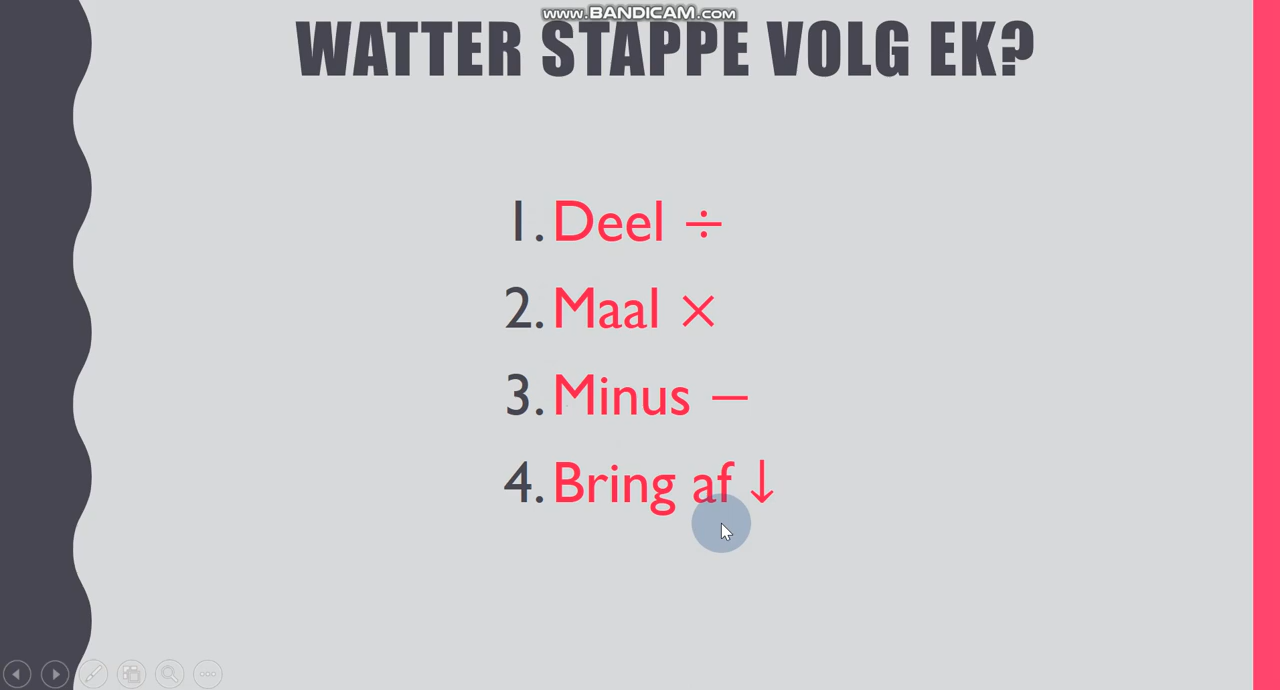 www.BANDICAM.com
WATTER STAPPE VOLG EK?
1. Deel ÷
2. Maal ×
3. Minus −
4. Bring af ↓